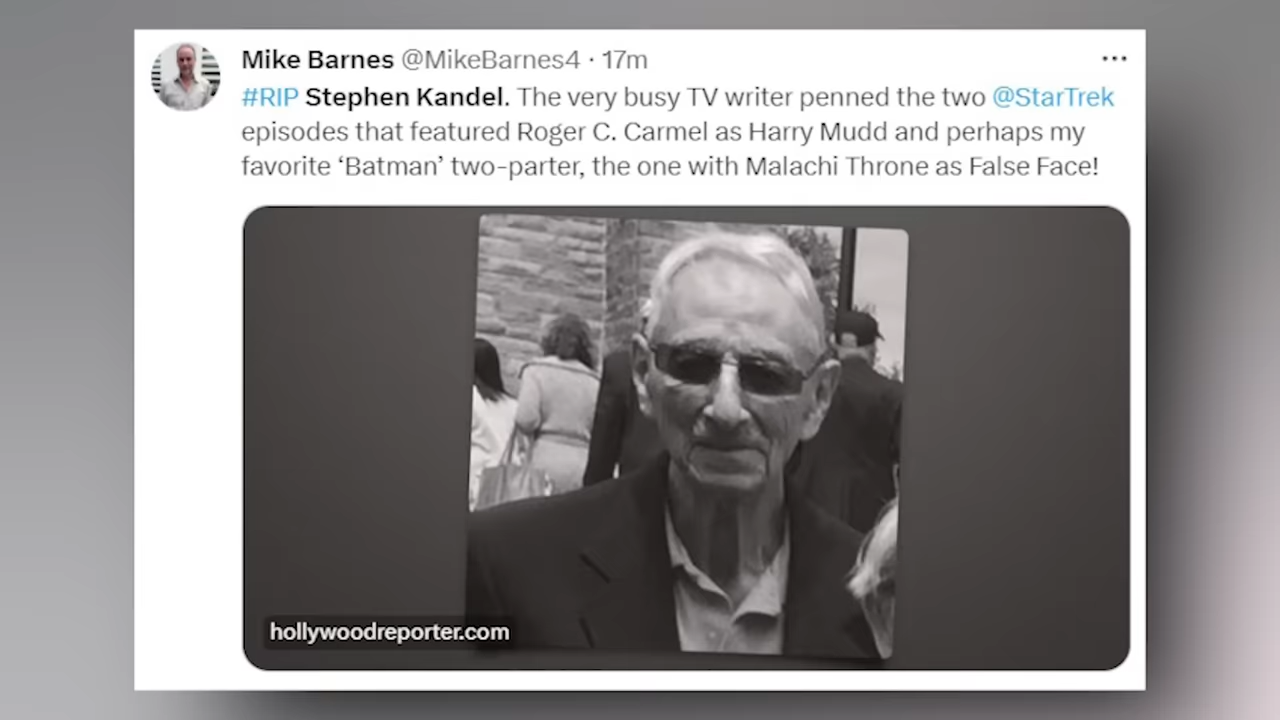 Mike Barnes @MikeBarnes4 · 17m
#RIP Stephen Kandel. The very busy TV writer penned the two @StarTrek
episodes that featured Roger C. Carmel as Harry Mudd and perhaps my
favorite ‘Batman’ two-parter, the one with Malachi Throne as False Face!
hollywoodreporter.com